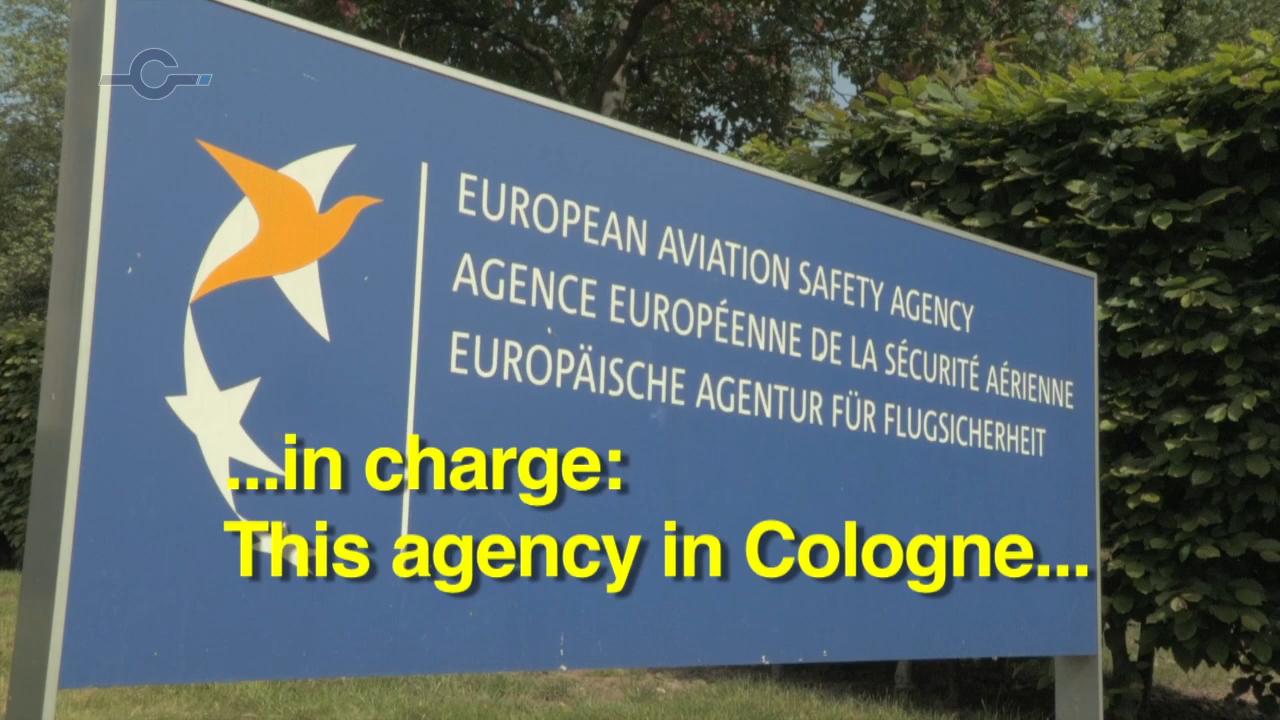 EUROPEAN AVIATION SAFETY AGENCY
AGENCE EUROPÉENNE DE LA SÉCURITÉ AÉRIENNE
EUROPÄISCHE AGENTUR FÜR FLUGSICHERHEIT
...in charge:
This agency in Cologne...